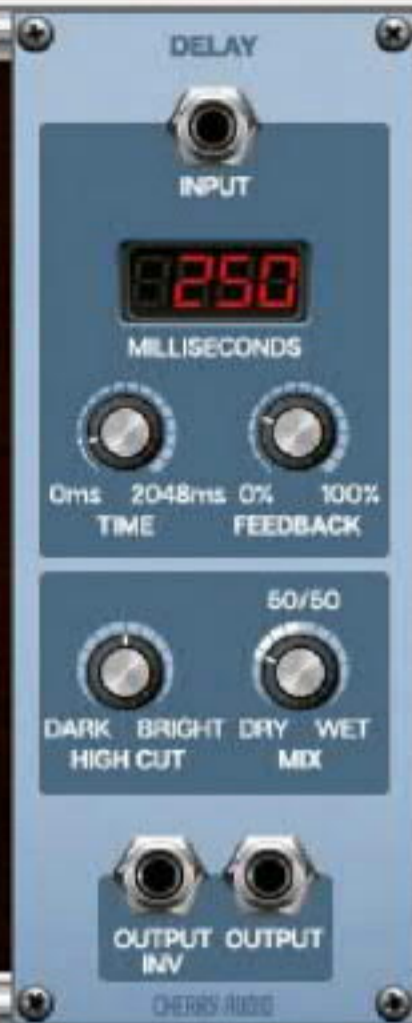 DELAY
INPUT
250
MILLISECONDS
0ms 2048ms 0% 100%
TIME FEEDBACK
50/50
DARK BRIGHT DRY WET
HIGH CUT MIX
OUTPUT OUTPUT
INV
CHERRY AUDIO